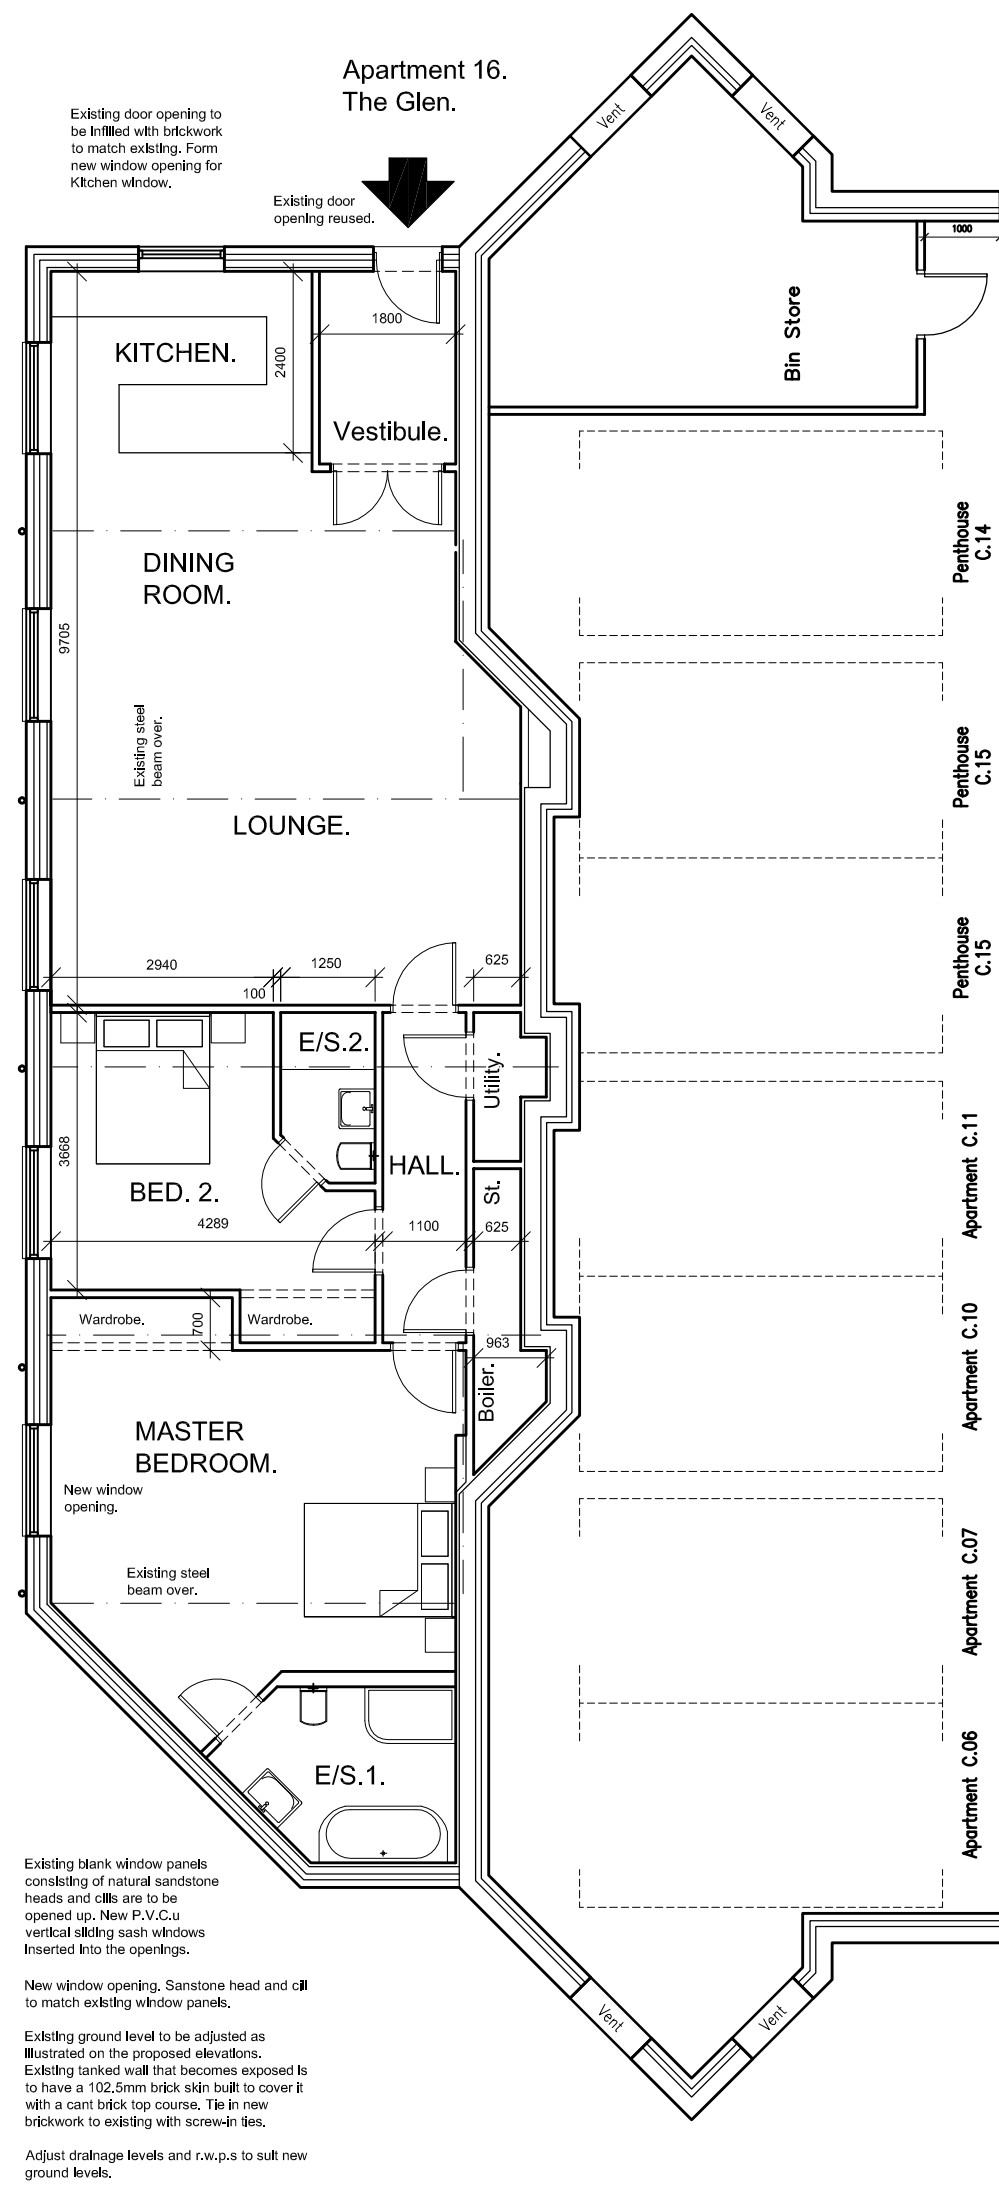 Apartment 16.
The Glen.
Existing door opening to
be infilled with brickwork
to match existing. Form
new window opening for
Kitchen window.
Existing door
opening reused.
Vent
Vent
1000
Bin Store
1800
KITCHEN.
2400
Vestibule.
DINING
ROOM.
9705
Existing steel
beam over.
LOUNGE.
Penthouse
C.14
Penthouse
C.15
Penthouse
C.15
2940
100
1250
625
E/S.2.
Utility.
3668
BED. 2.
HALL.
St.
4289
1100
625
Wardrobe.
700
Wardrobe.
963
Boiler.
Apartment C.11
Apartment C.10
MASTER
BEDROOM.
New window
opening.
Existing steel
beam over.
Apartment C.07
Apartment C.06
E/S.1.
Existing blank window panels
consisting of natural sandstone
heads and cills are to be
opened up. New P.V.C.u
vertical sliding sash windows
inserted into the openings.
New window opening. Sanstone head and cill
to match existing window panels.
Existing ground level to be adjusted as
illustrated on the proposed elevations.
Existing tanked wall that becomes exposed is
to have a 102.5mm brick skin built to cover it
with a cant brick top course. Tie in new
brickwork to existing with screw-in ties.
Adjust drainage levels and r.w.p.s to suit new
ground levels.
Vent
Vent